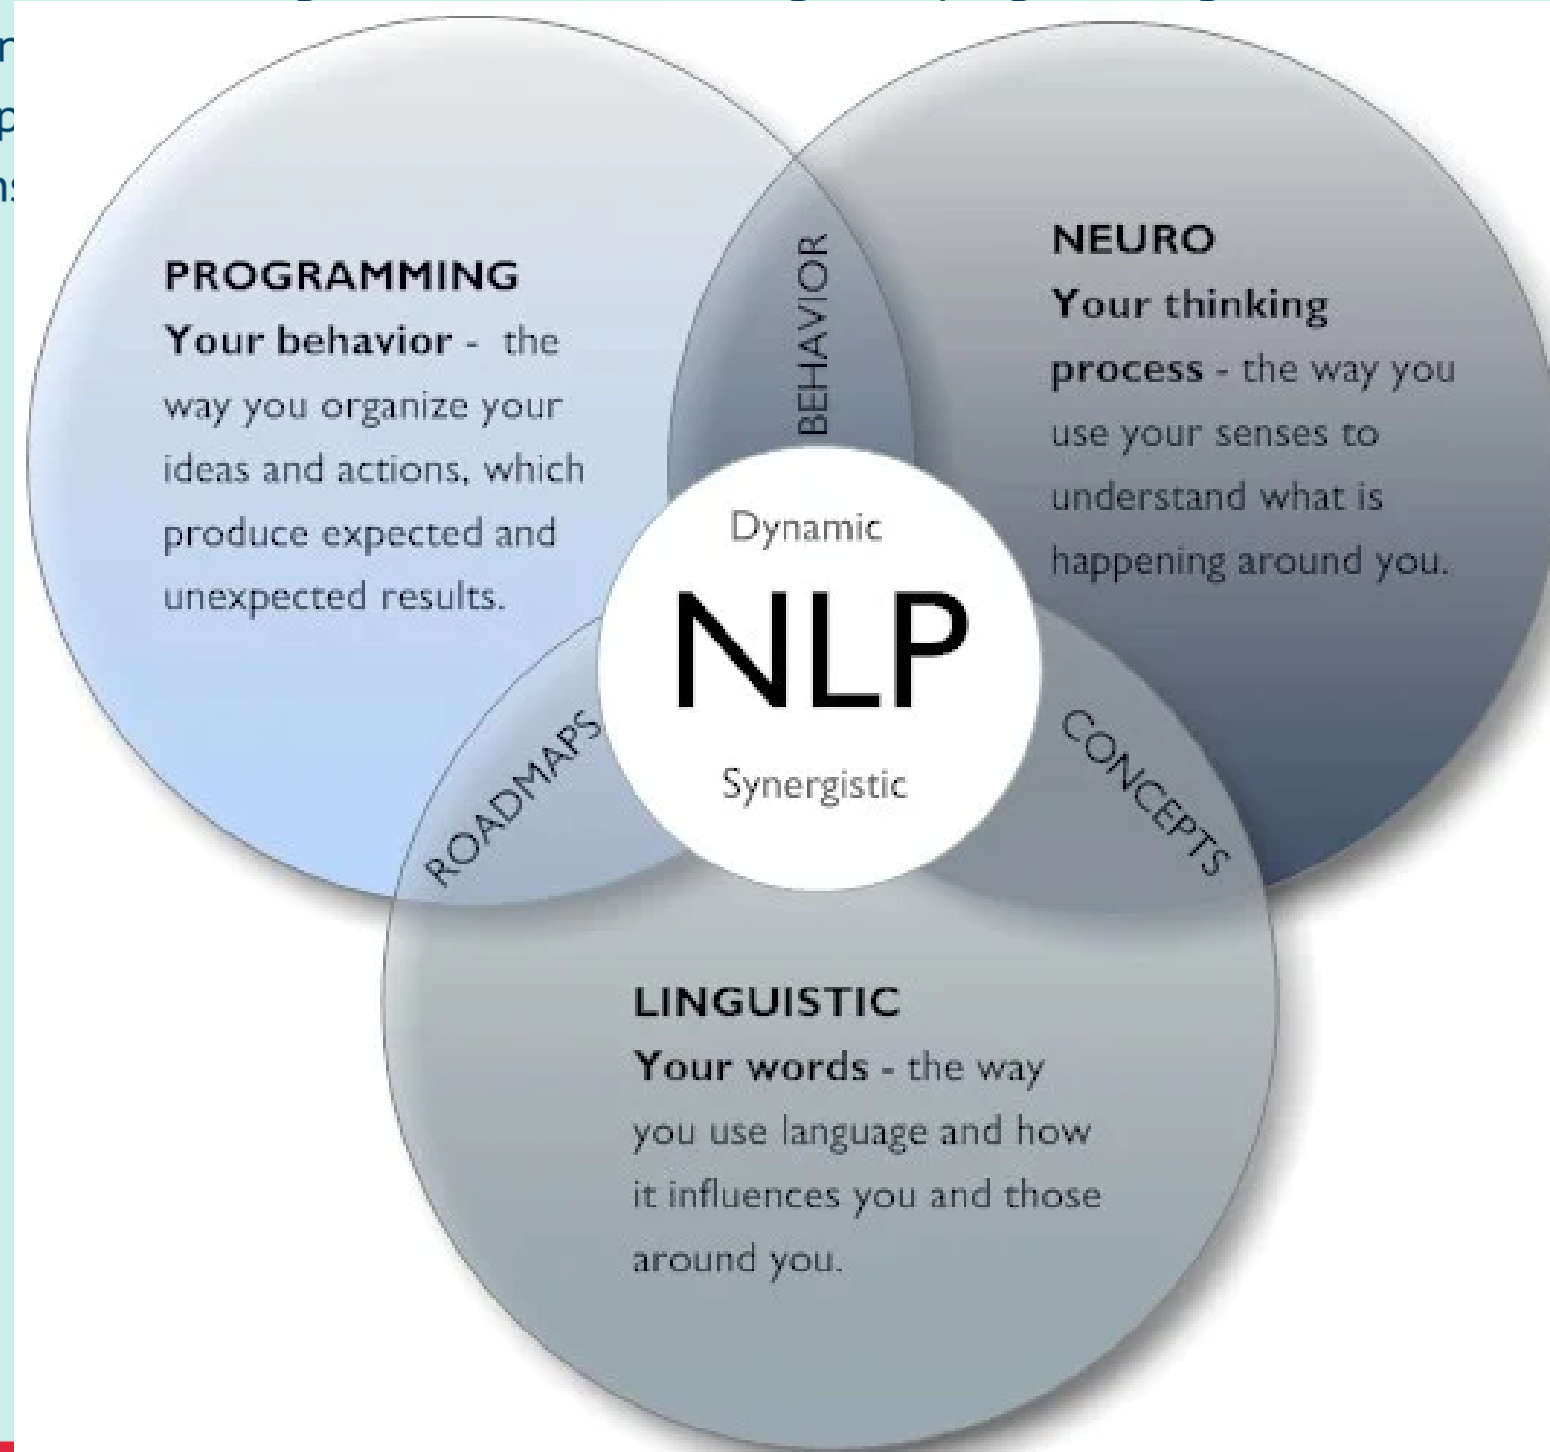 PROGRAMMING
Your behavior - the
way you organize your
ideas and actions, which
produce expected and
unexpected results.
BEHAVIOR
NEURO
Your thinking
process - the way you
use your senses to
understand what is
happening around you.
Dynamic
NLP
Synergistic
ROADMAPS
CONCEPTS
LINGUISTIC
Your words - the way
you use language and how
it influences you and those
around you.